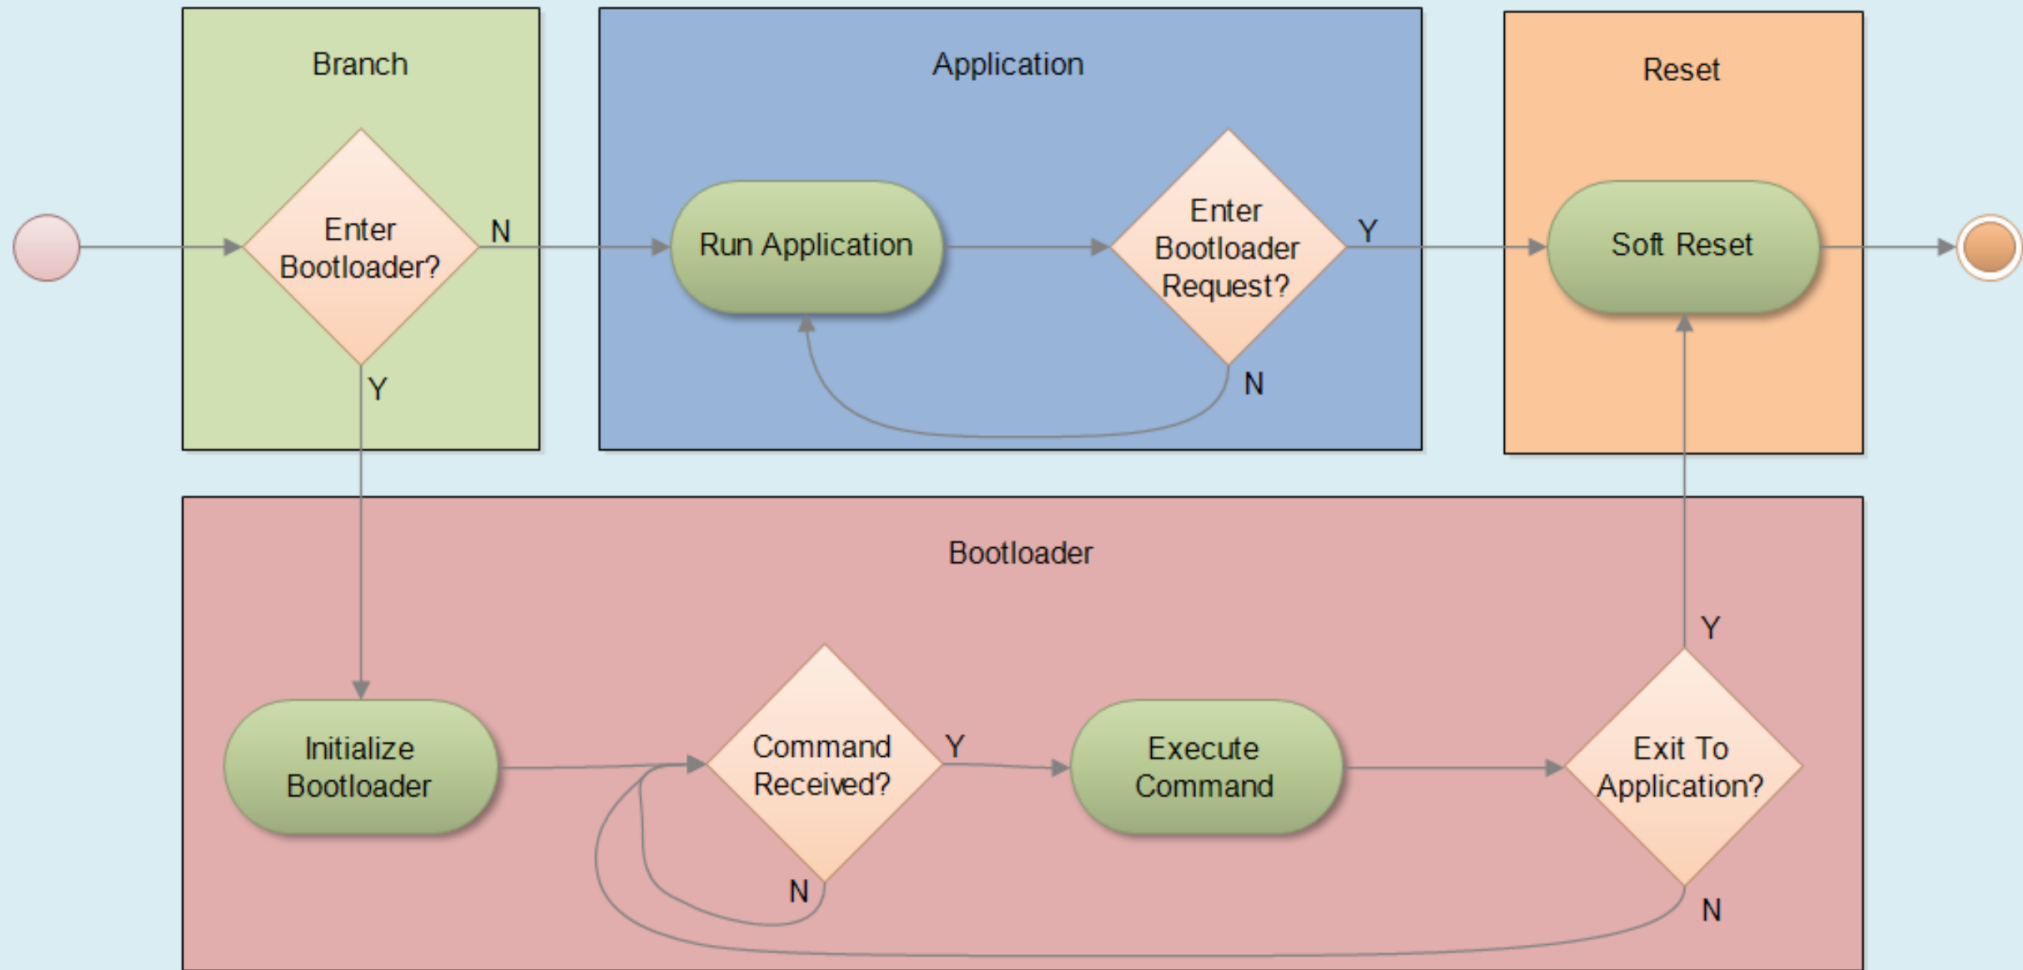 Branch
Application
Reset
Enter
Bootloader?
N
Y
Run Application
Enter
Bootloader
Request?
Y
N
Soft Reset
Bootloader
Initialize
Bootloader
Command
Received?
Y
N
Execute
Command
Exit To
Application?
Y
N